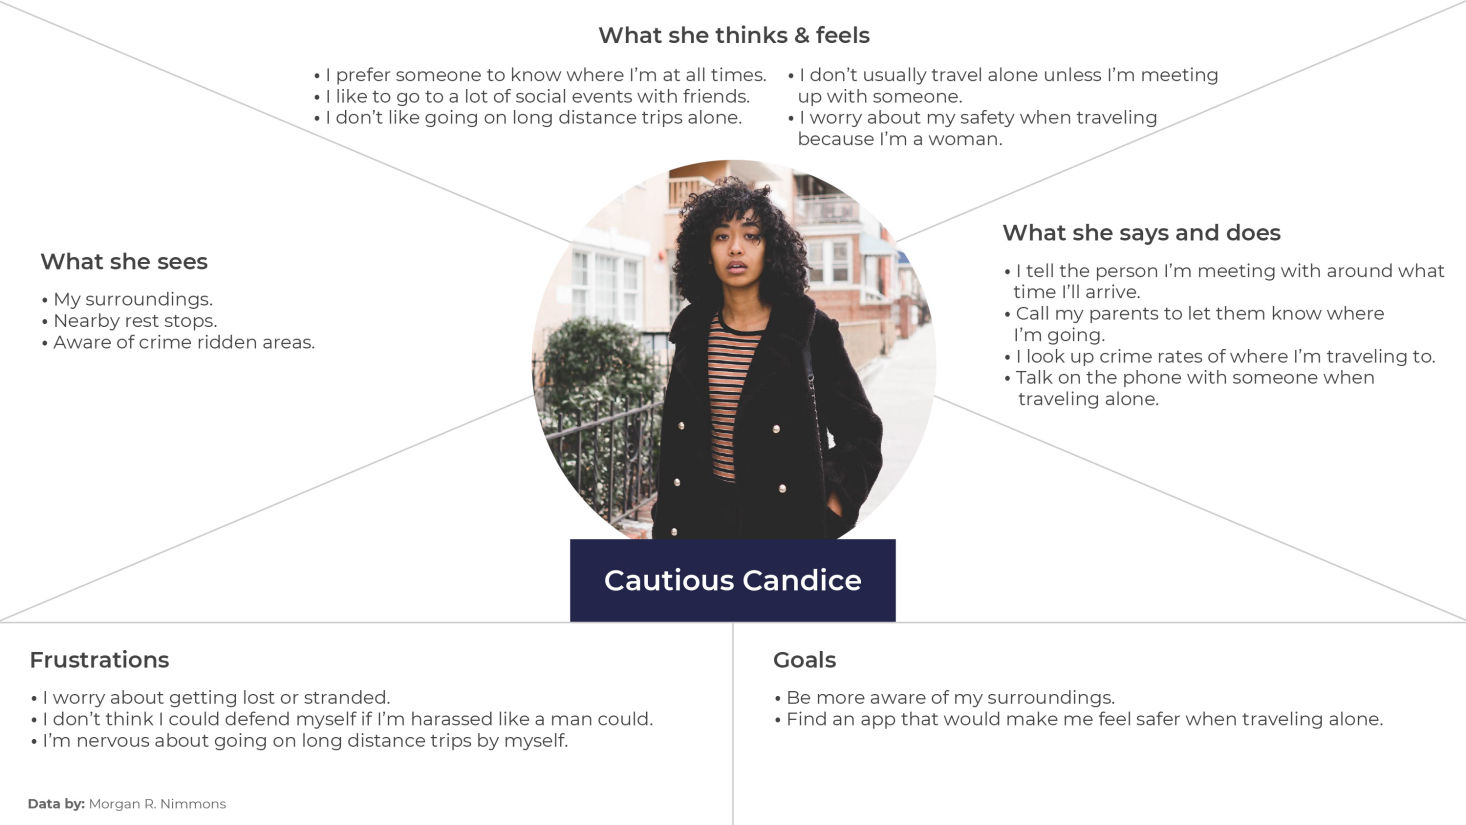 What she thinks & feels
• I prefer someone to know where I'm at all times.
• I like to go to a lot of social events with friends.
• I don't like going on long distance trips alone.
• I don't usually travel alone unless I'm meeting
up with someone.
• I worry about my safety when traveling
because I'm a woman.
What she sees
• My surroundings.
• Nearby rest stops.
• Aware of crime ridden areas.
What she says and does
• I tell the person I'm meeting with around what
time I'll arrive.
• Call my parents to let them know where
I'm going.
• I look up crime rates of where I'm traveling to.
• Talk on the phone with someone when
traveling alone.
Cautious Candice
Frustrations
• I worry about getting lost or stranded.
• I don't think I could defend myself if I'm harassed like a man could.
• I'm nervous about going on long distance trips by myself.
Goals
• Be more aware of my surroundings.
• Find an app that would make me feel safer when traveling alone.
Data by: Morgan R. Nimmons